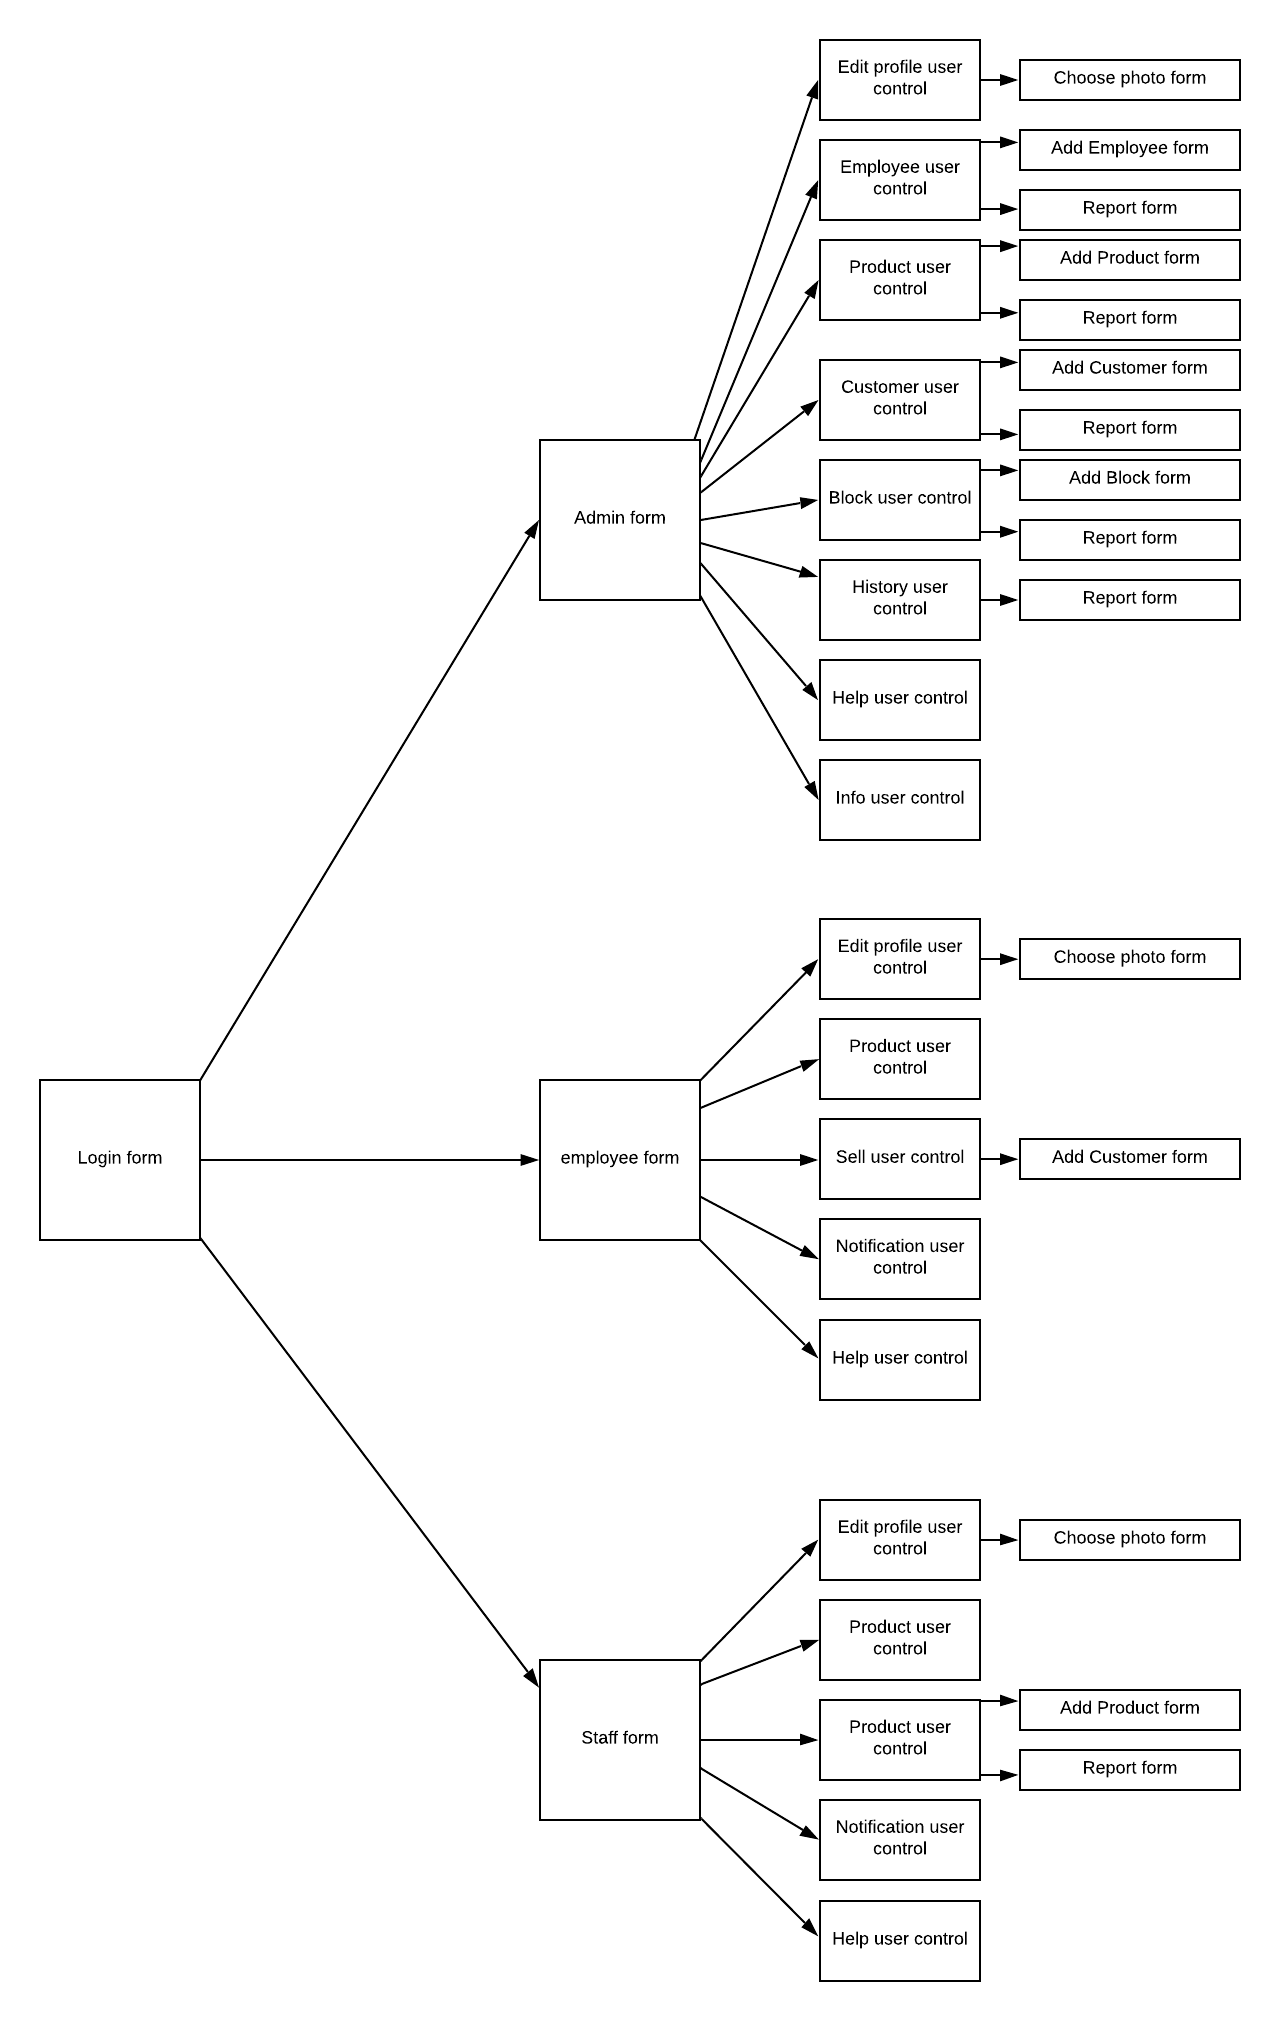 Edit profile user
control
Choose photo form
Employee user
control
Add Employee form
Report form
Product user
control
Add Product form
Report form
Customer user
control
Add Customer form
Report form
Admin form
Block user control
Add Block form
Report form
History user
control
Report form
Help user control
Info user control
Edit profile user
control
Choose photo form
Product user
control
Login form
employee form
Sell user control
Add Customer form
Notification user
control
Help user control
Edit profile user
control
Choose photo form
Product user
control
Staff form
Product user
control
Add Product form
Report form
Notification user
control
Help user control